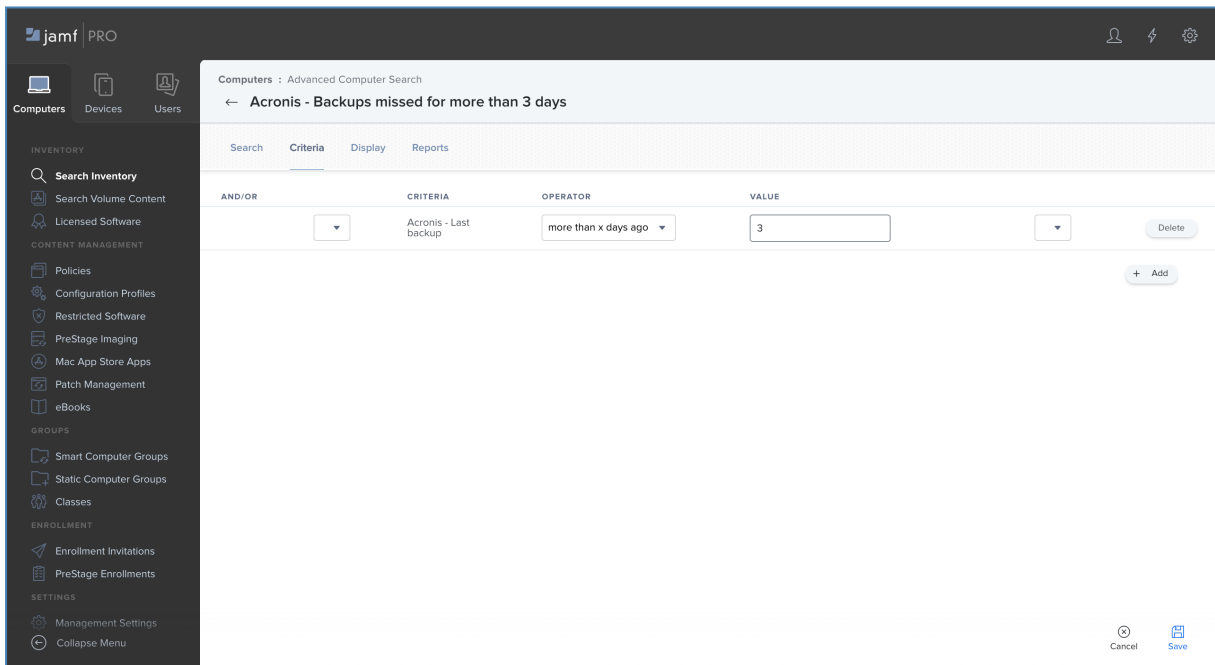 jamf PRO
Computers
Devices
Users
INVENTORY
Search Inventory
Search Volume Content
Licensed Software
CONTENT MANAGEMENT
Policies
Configuration Profiles
Restricted Software
PreStage Imaging
Mac App Store Apps
Patch Management
eBooks
GROUPS
Smart Computer Groups
Static Computer Groups
Classes
ENROLLMENT
Enrollment Invitations
PreStage Enrollments
SETTINGS
Management Settings
Collapse Menu
Computers : Advanced Computer Search
← Acronis - Backups missed for more than 3 days
Search Criteria Display Reports
AND/OR CRITERIA OPERATOR VALUE
Acronis - Last
backup
more than x days ago
3
Delete
+ Add
Cancel
Save